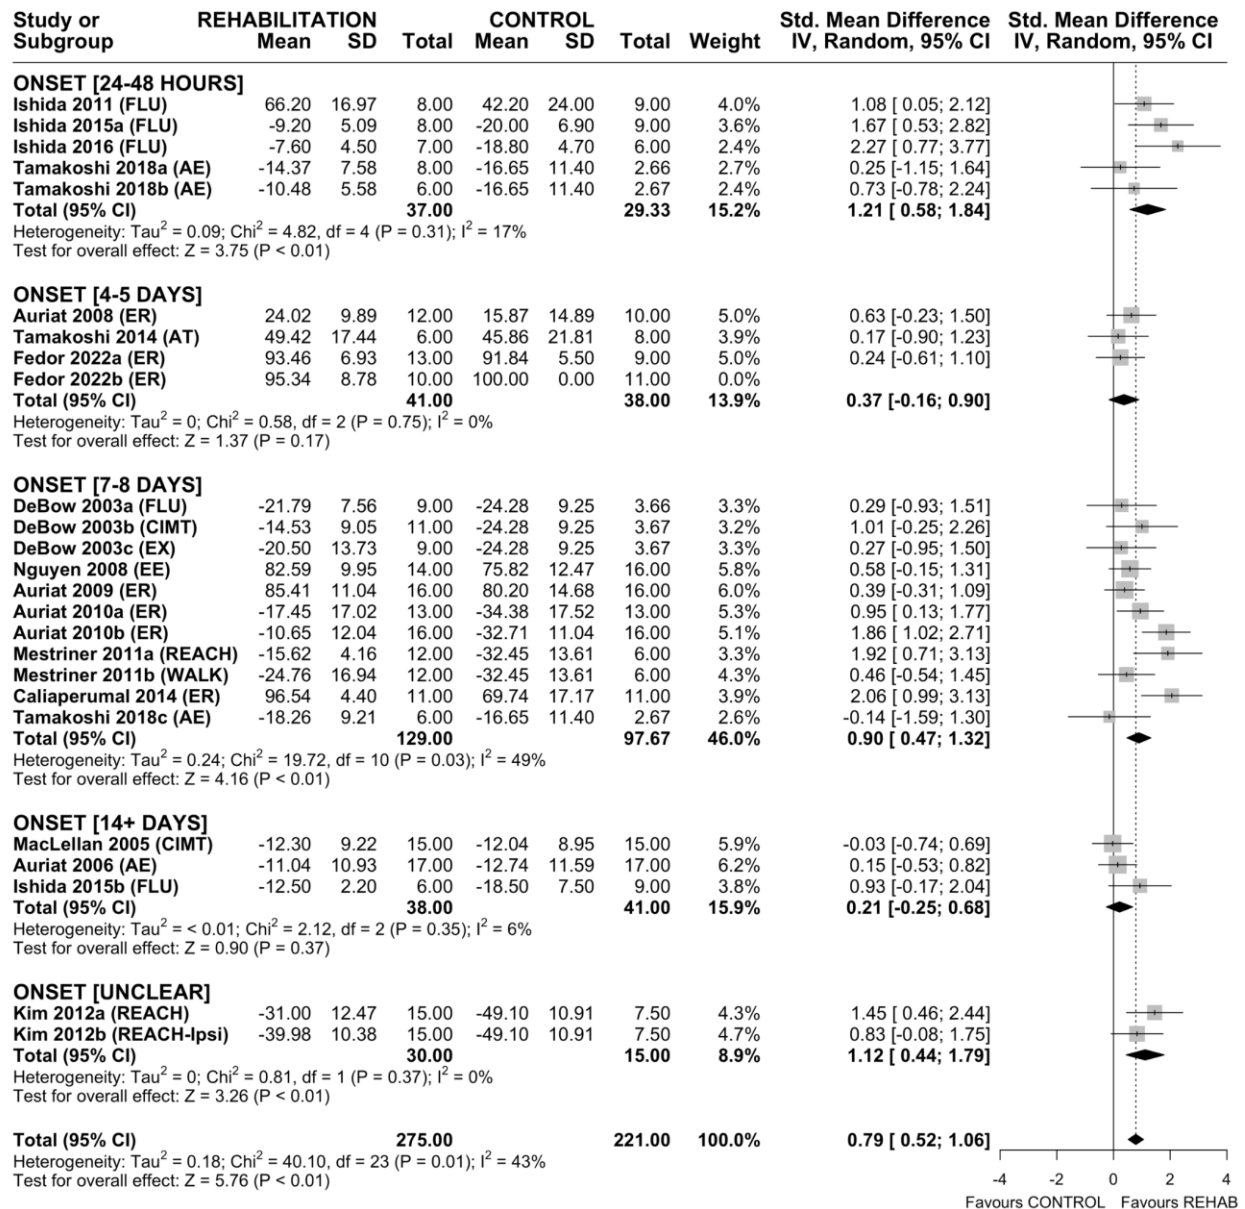 Study or REHABILITATION CONTROL Std. Mean Difference Std. Mean Difference
Subgroup Mean SD Total Mean SD Total Weight IV, Random, 95% CI IV, Random, 95% CI
ONSET [24-48 HOURS]
Ishida 2011 (FLU) 66.20 16.97 8.00 42.20 24.00 9.00 4.0% 1.08 [ 0.05; 2.12]
Ishida 2015a (FLU) -9.20 5.09 8.00 -20.00 6.90 9.00 3.6% 1.67 [ 0.53; 2.82]
Ishida 2016 (FLU) -7.60 4.50 7.00 -18.80 4.70 6.00 2.4% 2.27 [ 0.77; 3.77]
Tamakoshi 2018a (AE) -14.37 7.58 8.00 -16.65 11.40 2.66 2.7% 0.25 [-1.15; 1.64]
Tamakoshi 2018b (AE) -10.48 5.58 6.00 -16.65 11.40 2.67 2.4% 0.73 [-0.78; 2.24]
Total (95% CI) 37.00 29.33 15.2% 1.21 [ 0.58; 1.84]
Heterogeneity: Tau² = 0.09; Chi² = 4.82, df = 4 (P = 0.31); I² = 17%
Test for overall effect: Z = 3.75 (P < 0.01)
ONSET [4-5 DAYS]
Auriat 2008 (ER) 24.02 9.89 12.00 15.87 14.89 10.00 5.0% 0.63 [-0.23; 1.50]
Tamakoshi 2014 (AT) 49.42 17.44 6.00 45.86 21.81 8.00 3.9% 0.17 [-0.90; 1.23]
Fedor 2022a (ER) 93.46 6.93 13.00 91.84 5.50 9.00 5.0% 0.24 [-0.61; 1.10]
Fedor 2022b (ER) 95.34 8.78 10.00 100.00 0.00 11.00 0.0%
Total (95% CI) 41.00 38.00 13.9% 0.37 [-0.16; 0.90]
Heterogeneity: Tau² = 0; Chi² = 0.58, df = 2 (P = 0.75); I² = 0%
Test for overall effect: Z = 1.37 (P = 0.17)
ONSET [7-8 DAYS]
DeBow 2003a (FLU) -21.79 7.56 9.00 -24.28 9.25 3.66 3.3% 0.29 [-0.93; 1.51]
DeBow 2003b (CIMT) -14.53 9.05 11.00 -24.28 9.25 3.67 3.2% 1.01 [-0.25; 2.26]
DeBow 2003c (EX) -20.50 13.73 9.00 -24.28 9.25 3.67 3.3% 0.27 [-0.95; 1.50]
Nguyen 2008 (EE) 82.59 9.95 14.00 75.82 12.47 16.00 5.8% 0.58 [-0.15; 1.31]
Auriat 2009 (ER) 85.41 11.04 16.00 80.20 14.68 16.00 6.1% 0.39 [-0.31; 1.09]
Auriat 2010a (ER) -17.45 17.02 13.00 -34.38 17.52 13.00 5.3% 0.95 [ 0.13; 1.77]
Auriat 2010b (ER) -10.65 12.04 16.00 -32.71 11.04 16.00 5.1% 1.86 [ 1.02; 2.71]
Mestriner 2011a (REACH) -15.62 4.16 12.00 -32.45 13.61 6.00 3.3% 1.92 [ 0.71; 3.13]
Mestriner 2011b (WALK) -24.76 16.94 12.00 -32.45 13.61 6.00 4.3% 0.46 [-0.54; 1.45]
Caliaperumal 2014 (ER) 96.54 4.40 11.00 69.74 17.17 11.00 3.9% 2.06 [ 0.99; 3.13]
Tamakoshi 2018c (AE) -18.26 9.21 6.00 -16.65 11.40 2.67 2.6% -0.14 [-1.59; 1.30]
Total (95% CI) 129.00 97.67 46.0% 0.90 [ 0.47; 1.32]
Heterogeneity: Tau² = 0.24; Chi² = 19.72, df = 10 (P = 0.03); I² = 49%
Test for overall effect: Z = 4.16 (P < 0.01)
ONSET [14+ DAYS]
MacLellan 2005 (CIMT) -12.30 9.22 15.00 -12.04 8.95 15.00 5.9% -0.03 [-0.74; 0.69]
Auriat 2006 (AE) -11.04 10.93 17.00 -12.74 11.59 17.00 6.2% 0.15 [-0.53; 0.82]
Ishida 2015b (FLU) -12.50 2.20 6.00 -18.50 7.50 9.00 3.8% 0.93 [-0.17; 2.04]
Total (95% CI) 38.00 41.00 15.9% 0.21 [-0.25; 0.68]
Heterogeneity: Tau² = < 0.01; Chi² = 2.12, df = 2 (P = 0.35); I² = 6%
Test for overall effect: Z = 0.90 (P = 0.37)
ONSET [UNCLEAR]
Kim 2012a (REACH) -31.00 12.47 15.00 -49.10 10.91 7.50 4.3% 1.45 [ 0.46; 2.44]
Kim 2012b (REACH-Ipsi) -39.98 10.38 15.00 -49.10 10.91 7.50 4.7% 0.83 [-0.08; 1.75]
Total (95% CI) 30.00 15.00 8.9% 1.12 [ 0.44; 1.79]
Heterogeneity: Tau² = 0; Chi² = 0.81, df = 1 (P = 0.37); I² = 0%
Test for overall effect: Z = 3.26 (P < 0.01)
Total (95% CI) 275.00 221.00 100.0% 0.79 [ 0.52; 1.06]
Heterogeneity: Tau² = 0.18; Chi² = 40.10, df = 23 (P = 0.01); I² = 43%
Test for overall effect: Z = 5.76 (P < 0.01)
-4 -2 0 2 4
Favours CONTROL Favours REHAB